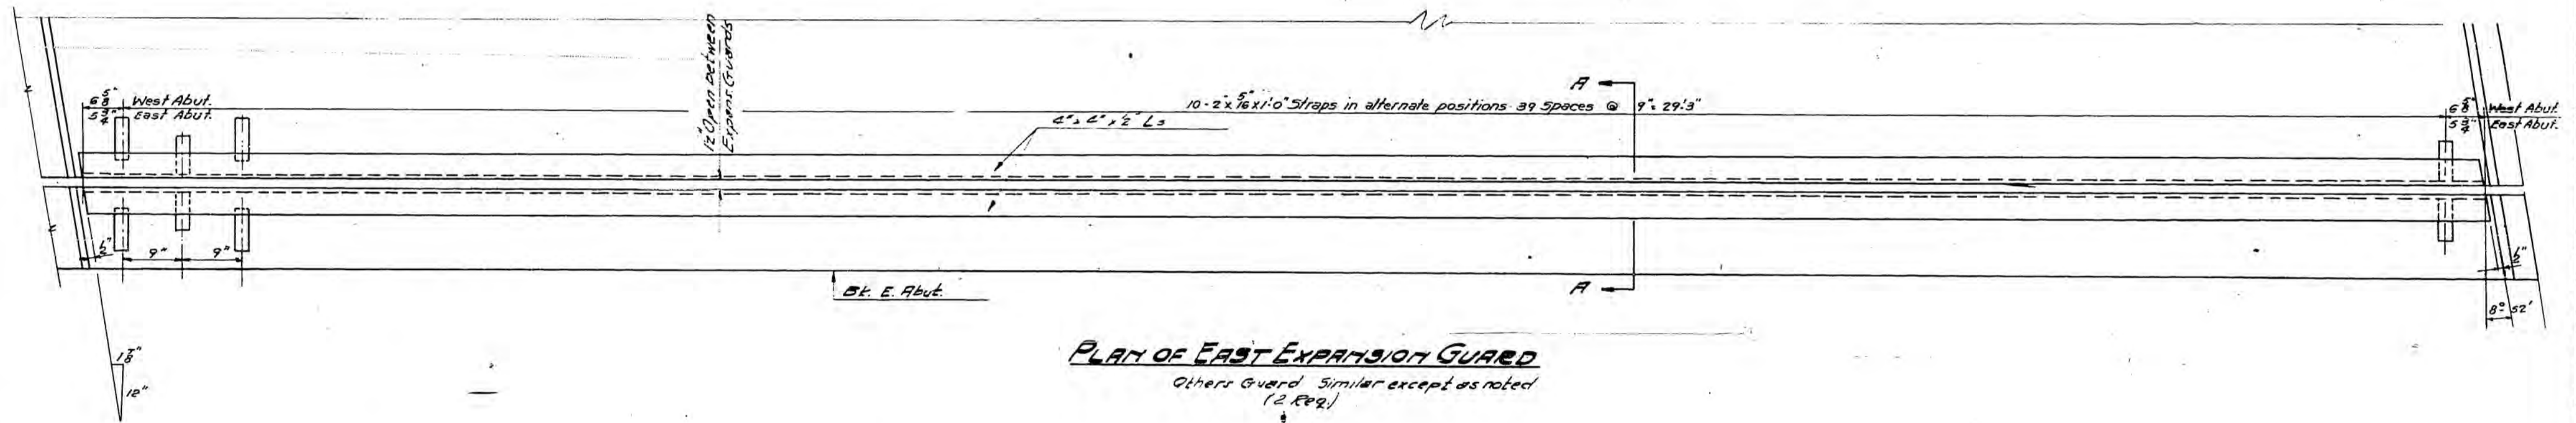 1/2" Open between
Expans. Guards
6 5/8" West Abut.
5 3/4" East Abut.
A
10-2"x 5/16"x1'-0" Straps in alternate positions 39 Spaces @ 9"= 29'-3"
6 5/8" West Abut.
5 3/4" East Abut.
4"x 4"x 1/2" Ls
1/2"
9"
9"
1/2"
Bk. E. Abut.
A
8°-52'
1 7/8"
12"
PLAN OF EAST EXPANSION GUARD
Others Guard Similar except as noted
(2 Req.)